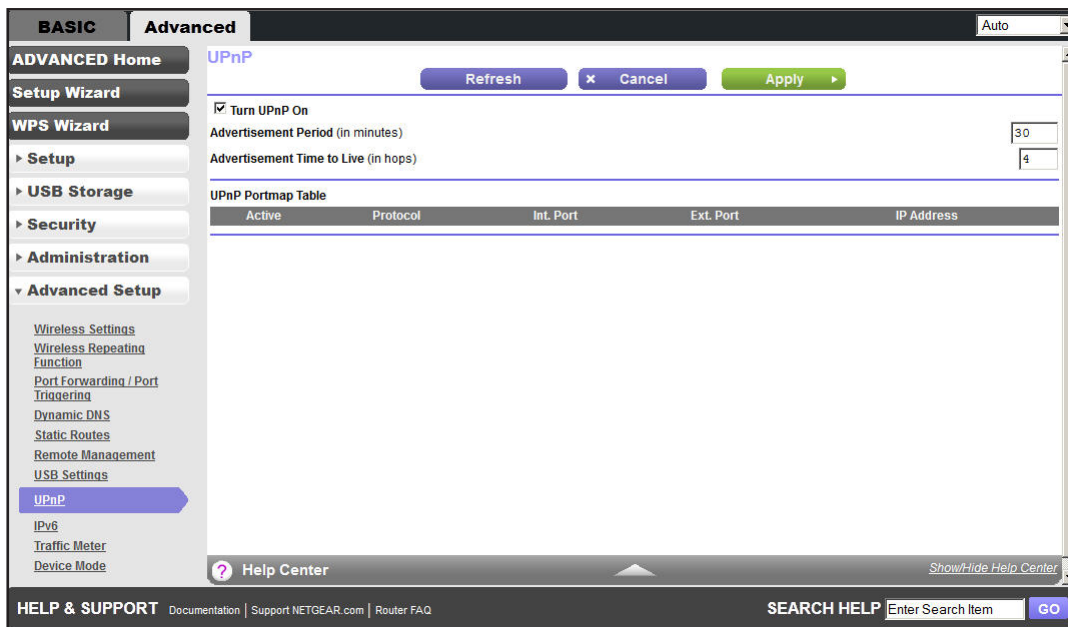 BASIC
Advanced
Auto
ADVANCED Home
Setup Wizard
WPS Wizard
Setup
USB Storage
Security
Administration
Advanced Setup
Wireless Settings
Wireless Repeating
Function
Port Forwarding / Port
Triggering
Dynamic DNS
Static Routes
Remote Management
USB Settings
UPnP
IPv6
Traffic Meter
Device Mode
UPnP
Refresh
× Cancel
Apply
Turn UPnP On
Advertisement Period (in minutes) 30
Advertisement Time to Live (in hops) 4
UPnP Portmap Table
Active Protocol Int. Port Ext. Port IP Address
? Help Center
Show/Hide Help Center
HELP & SUPPORT Documentation | Support NETGEAR.com | Router FAQ
SEARCH HELP Enter Search Item GO